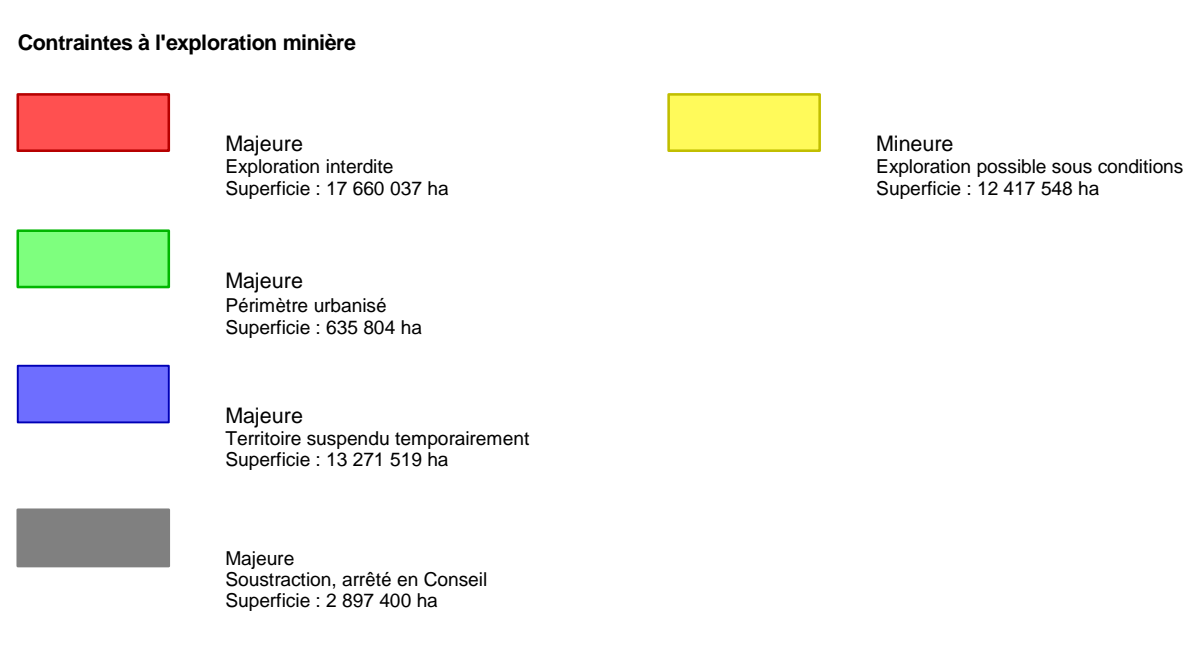 Contraintes à l'exploration minière
Majeure
Exploration interdite
Superficie : 17 660 037 ha
Majeure
Périmètre urbanisé
Superficie : 635 804 ha
Majeure
Territoire suspendu temporairement
Superficie : 13 271 519 ha
Majeure
Soustraction, arrêté en Conseil
Superficie : 2 897 400 ha
Mineure
Exploration possible sous conditions
Superficie : 12 417 548 ha